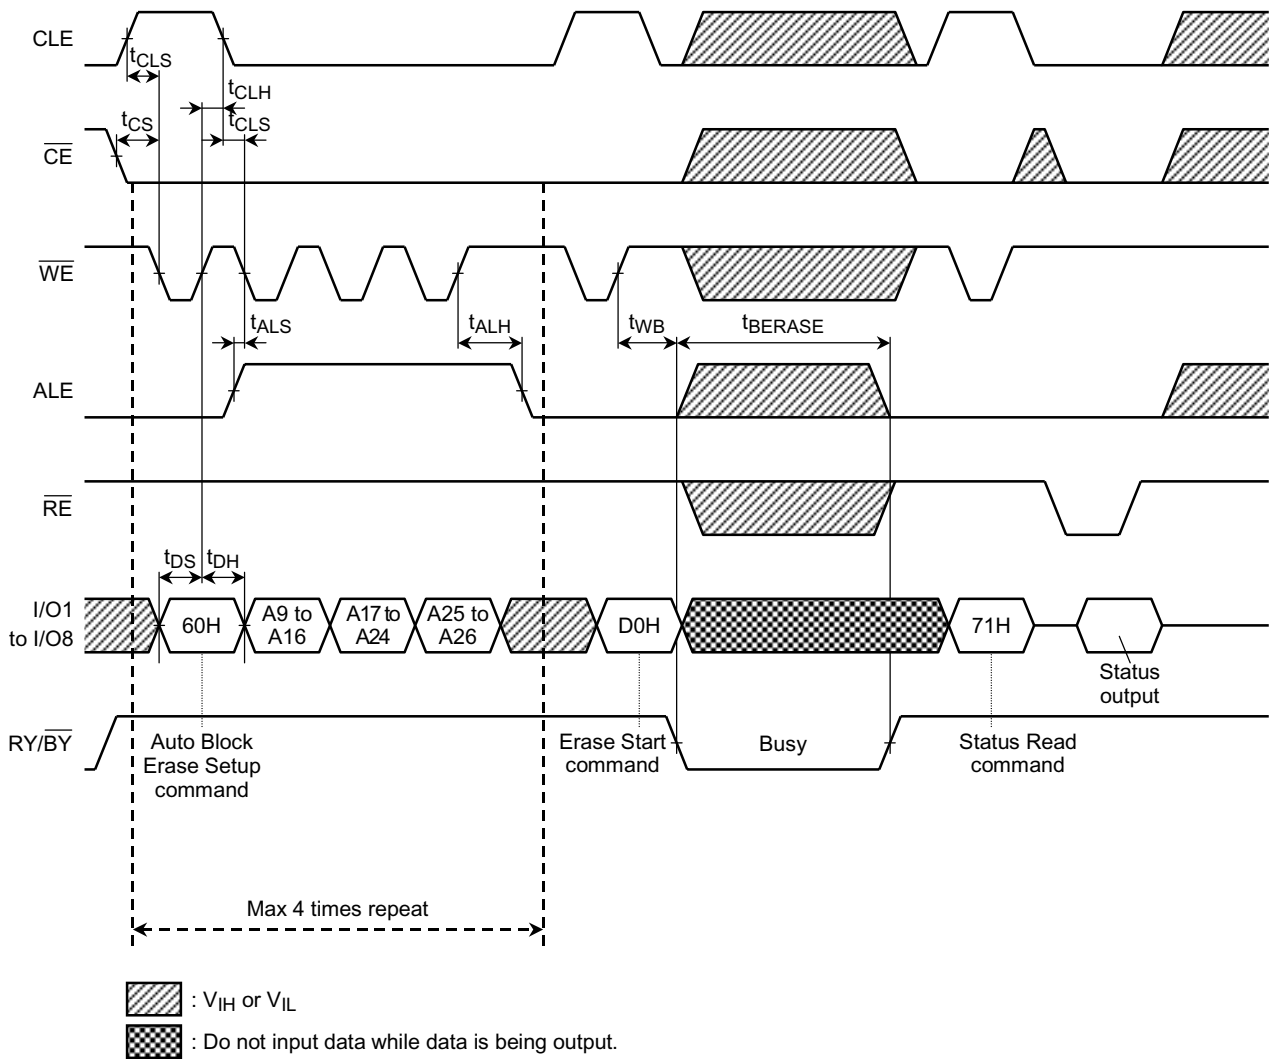 CLE
tCLS
tCLH
tCS
tCLS
CE
WE
tALS
tALH
tWB
tBERASE
ALE
RE
tDS
tDH
I/O1
to I/O8
60H
A9 to
A16
A17 to
A24
A25 to
A26
D0H
71H
Status
output
RY/BY
Auto Block
Erase Setup
command
Erase Start
command
Busy
Status Read
command
Max 4 times repeat
: VIH or VIL
: Do not input data while data is being output.